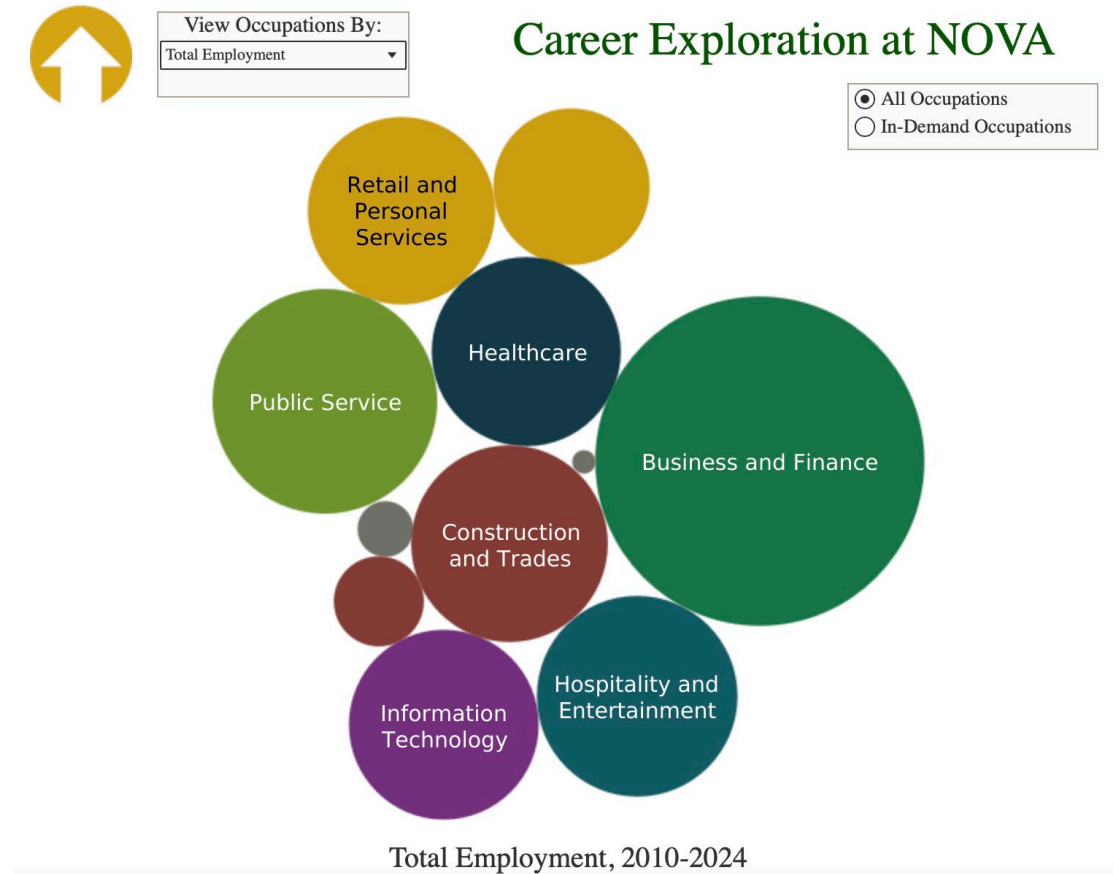 View Occupations By:
Total Employment
Career Exploration at NOVA
All Occupations
In-Demand Occupations
Retail and
Personal
Services
Healthcare
Public Service
Business and Finance
Construction
and Trades
Hospitality and
Entertainment
Information
Technology
Total Employment, 2010-2024